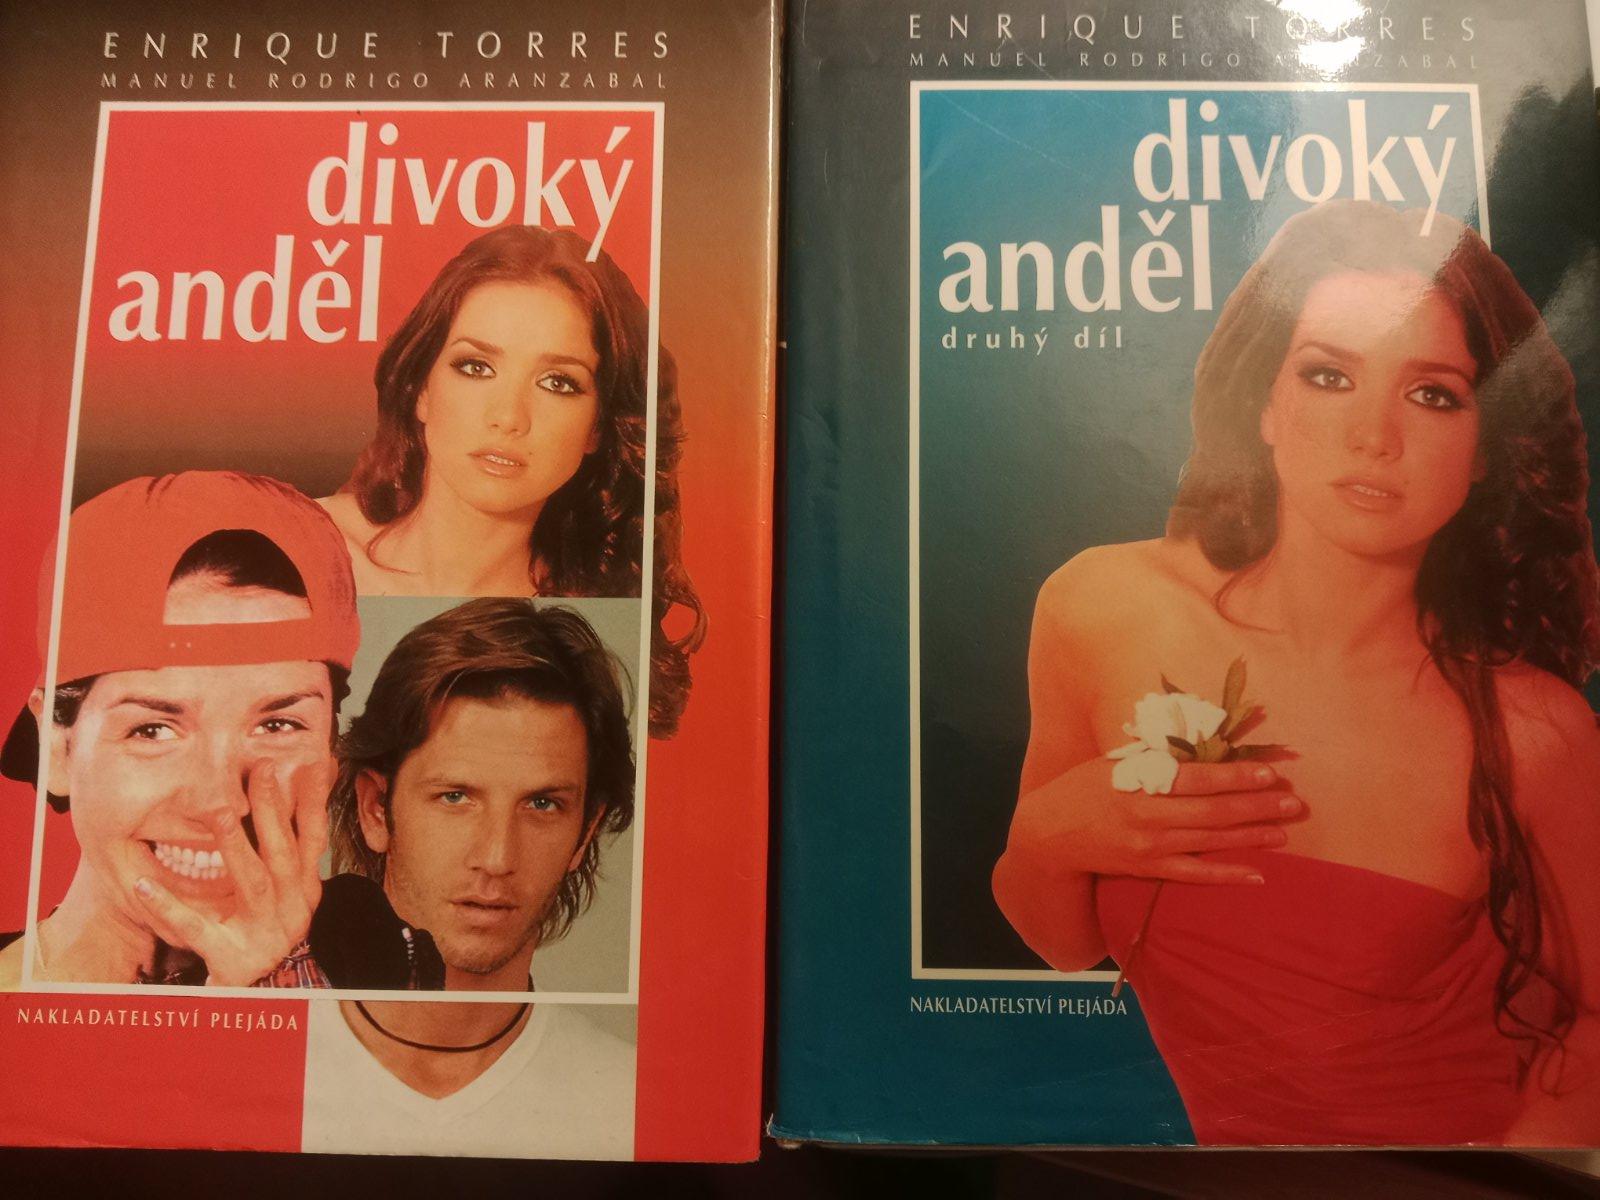 ENRIQUE TORRES
MANUEL RODRIGO ARANZABAL
divoký
anděl
NAKLADATELSTVÍ PLEJÁDA
ENRIQUE TORRES
MANUEL RODRIGO ARANZABAL
divoký
anděl
druhý díl
NAKLADATELSTVÍ PLEJÁDA